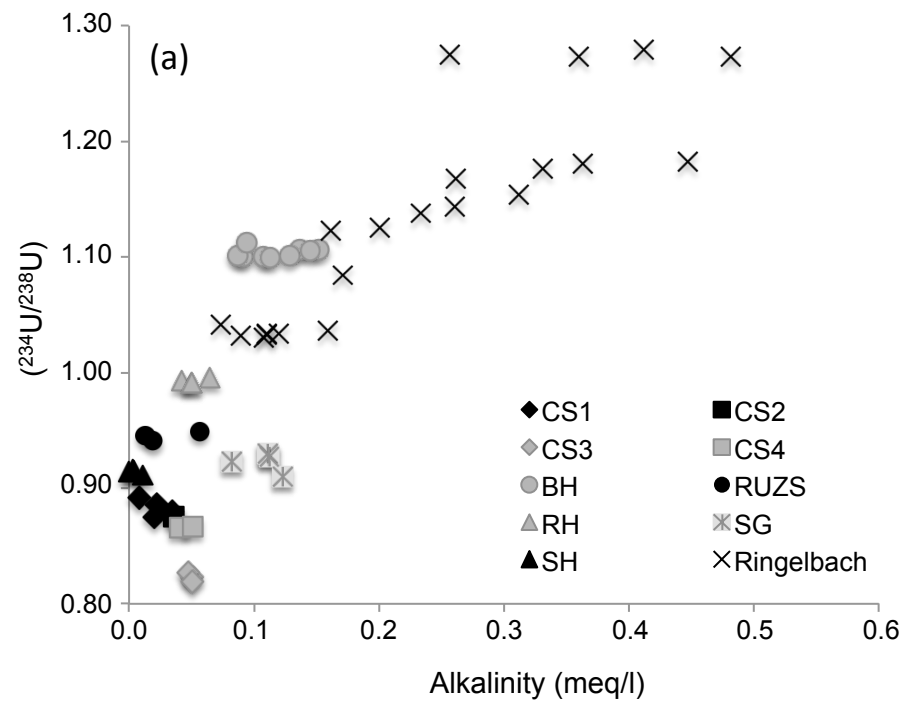 (a)
1.30
1.20
1.10
1.00
0.90
0.80
(²³⁴U/²³⁸U)
CS1 CS2
CS3 CS4
BH RUZS
RH SG
SH Ringelbach
0.0 0.1 0.2 0.3 0.4 0.5 0.6
Alkalinity (meq/l)